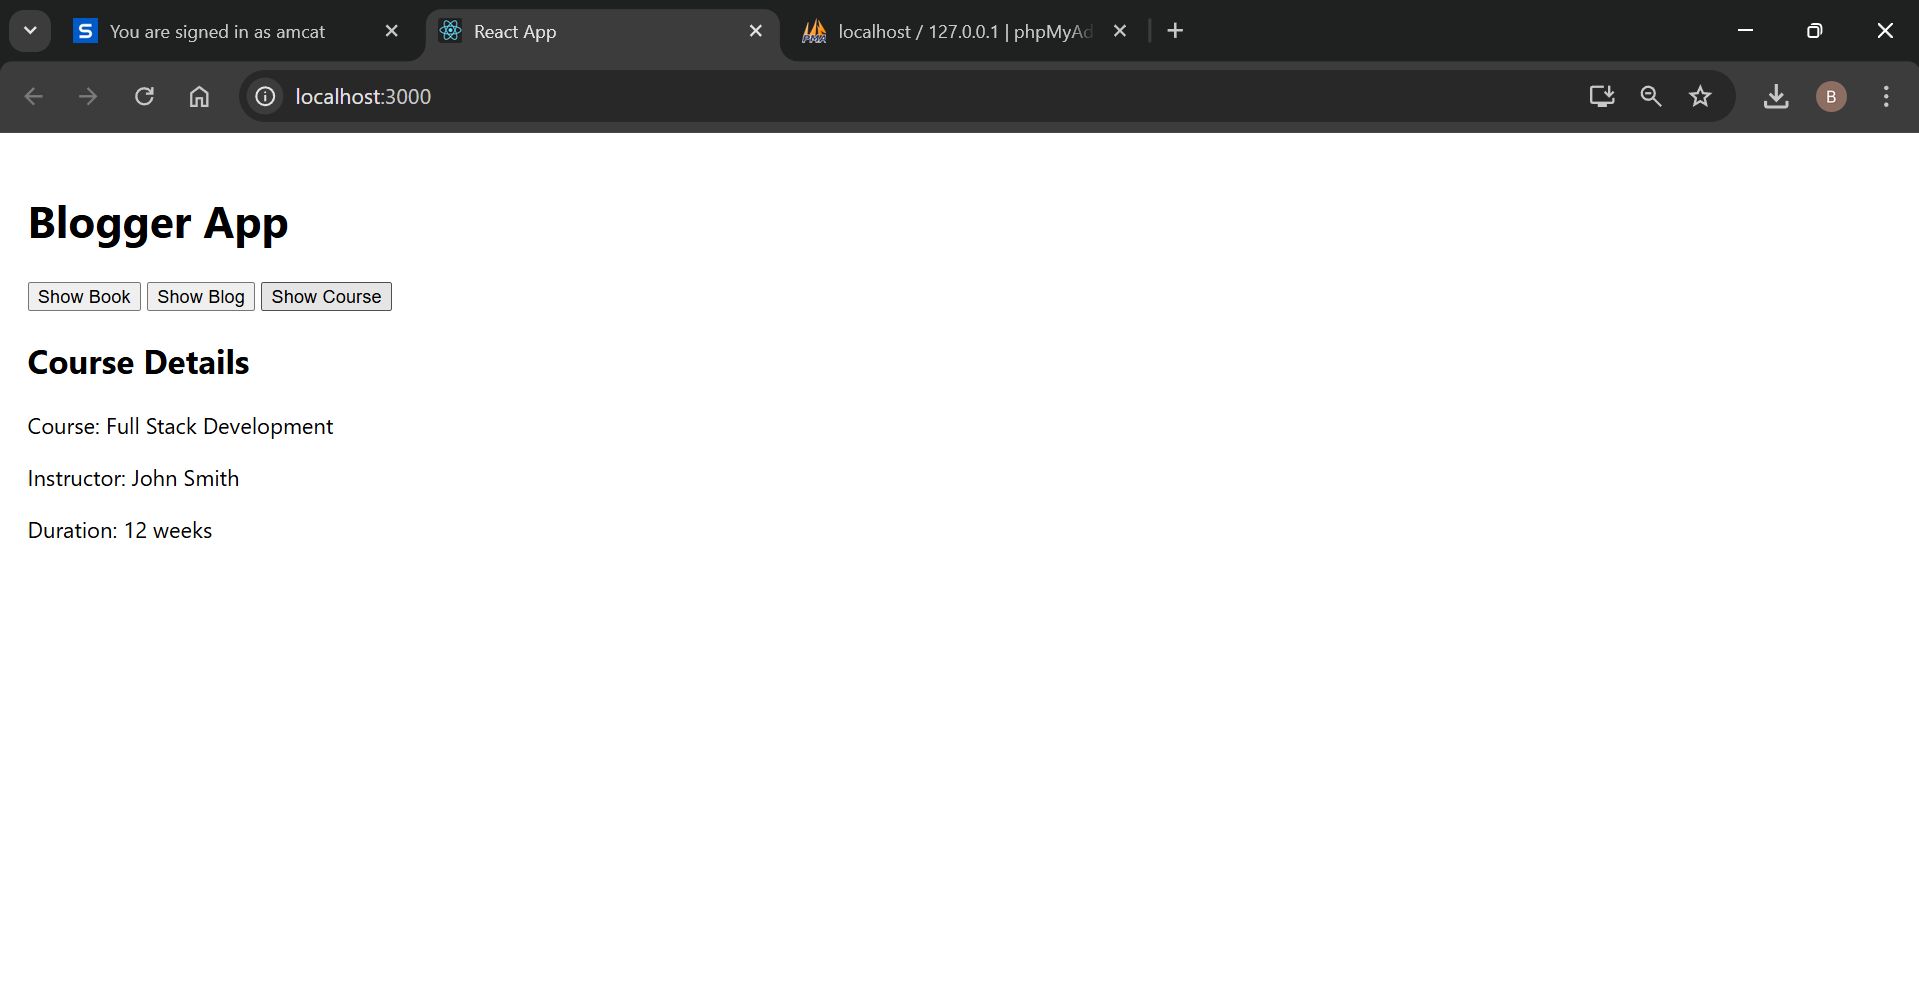 You are signed in as amcat
React App
localhost / 127.0.0.1 | phpMyAd
localhost:3000
B
Blogger App
Show Book Show Blog Show Course
Course Details
Course: Full Stack Development
Instructor: John Smith
Duration: 12 weeks